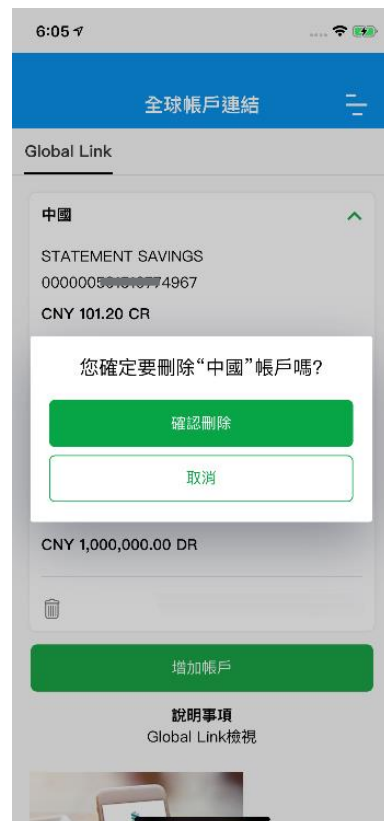 6:05
全球帳戶連結
Global Link
中國
STATEMENT SAVINGS
4967
CNY 101.20 CR
您確定要刪除“中國”帳戶嗎?
確認刪除
取消
CNY 1,000,000.00 DR
增加帳戶
說明事項
Global Link檢視